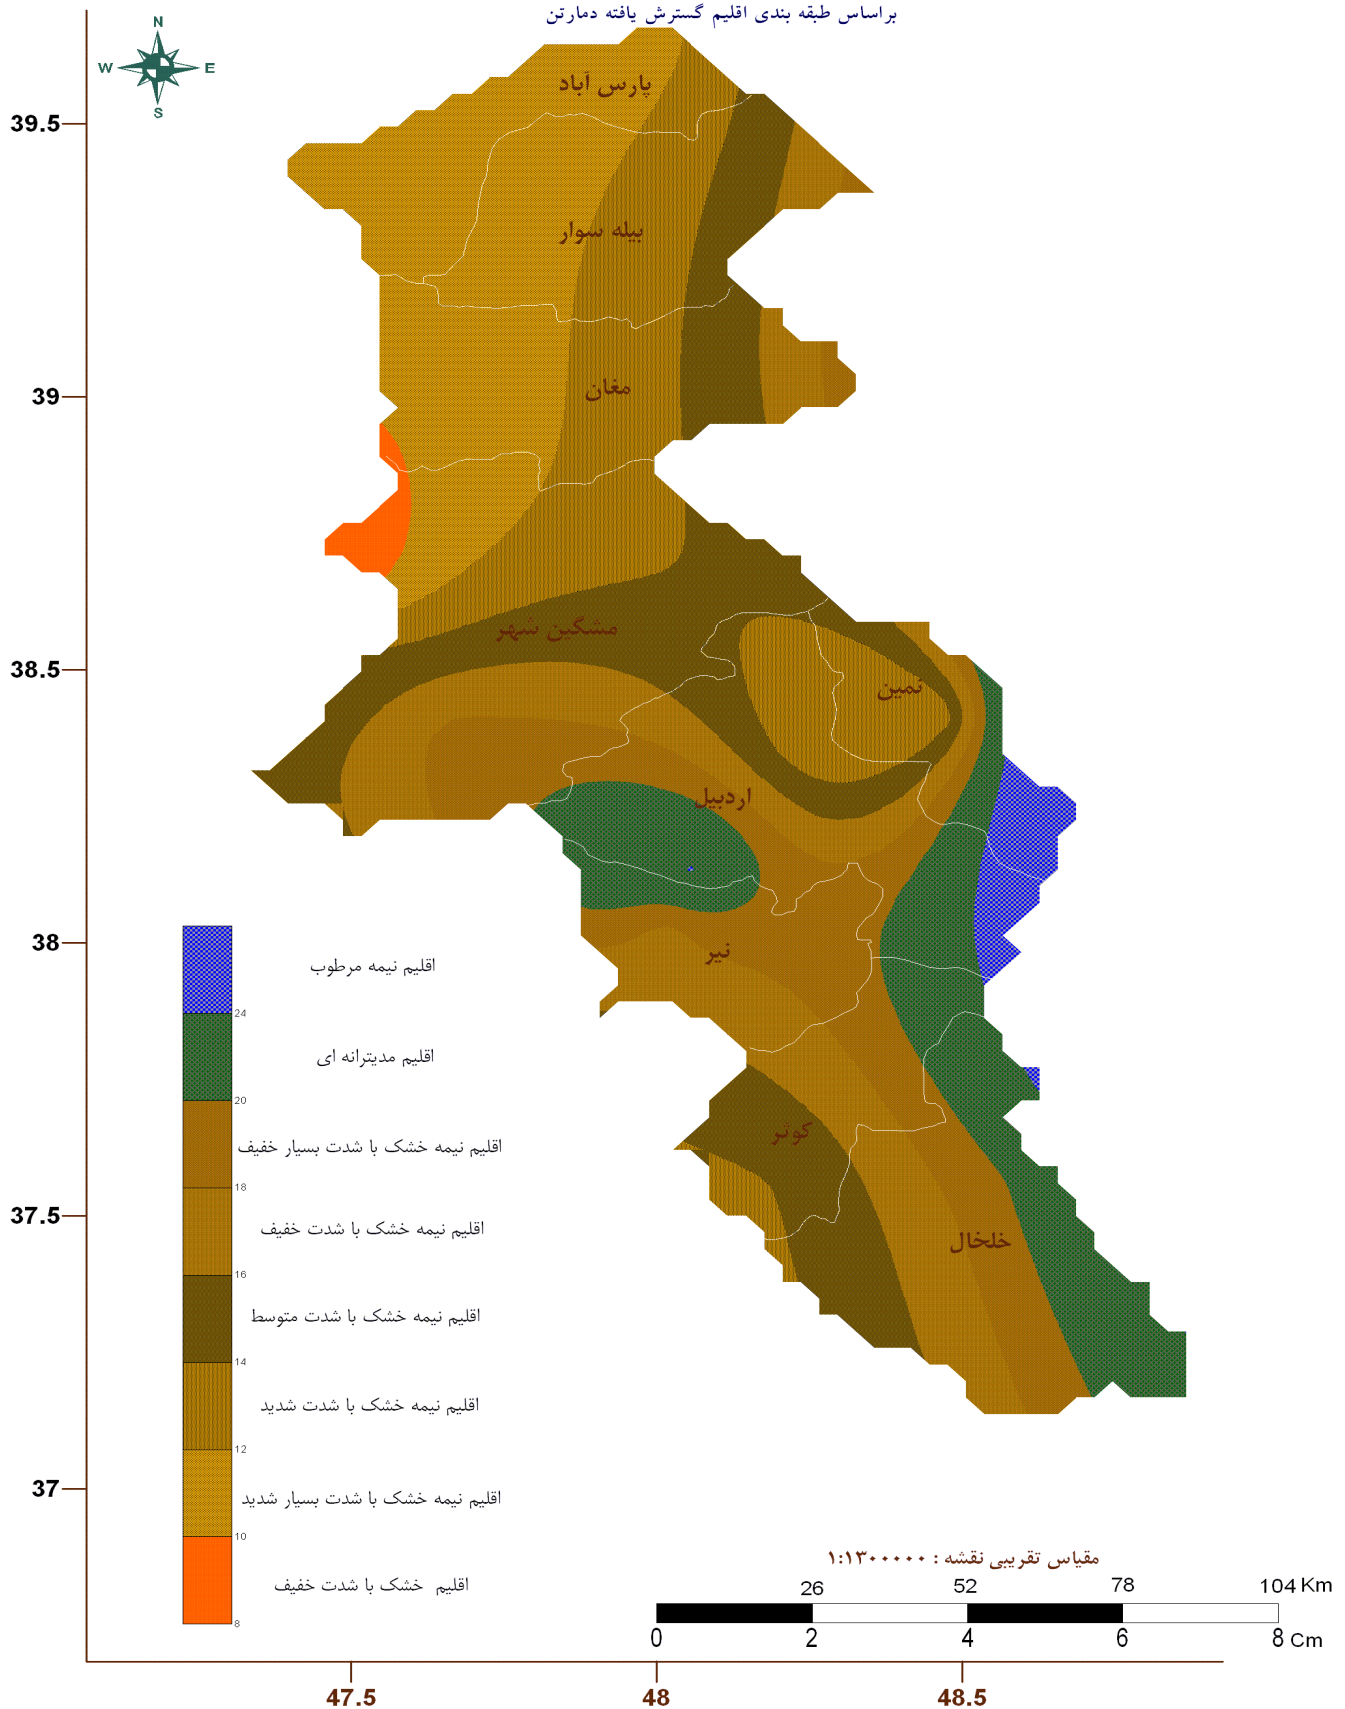 براساس طبقه بندی اقلیم گسترش یافته دمارتن
N
W E
S
39.5
39
38.5
38
37.5
37
47.5
48
48.5
پارس آباد
بیله سوار
مغان
مشگین شهر
نمین
اردبیل
نیر
کوثر
خلخال
اقلیم نیمه مرطوب
24
اقلیم مدیترانه ای
20
اقلیم نیمه خشک با شدت بسیار خفیف
18
اقلیم نیمه خشک با شدت خفیف
16
اقلیم نیمه خشک با شدت متوسط
14
اقلیم نیمه خشک با شدت شدید
12
اقلیم نیمه خشک با شدت بسیار شدید
10
اقلیم خشک با شدت خفیف
8
مقیاس تقریبی نقشه : ۱:۱۳۰۰۰۰۰
26 52 78 104 Km
0 2 4 6 8 Cm